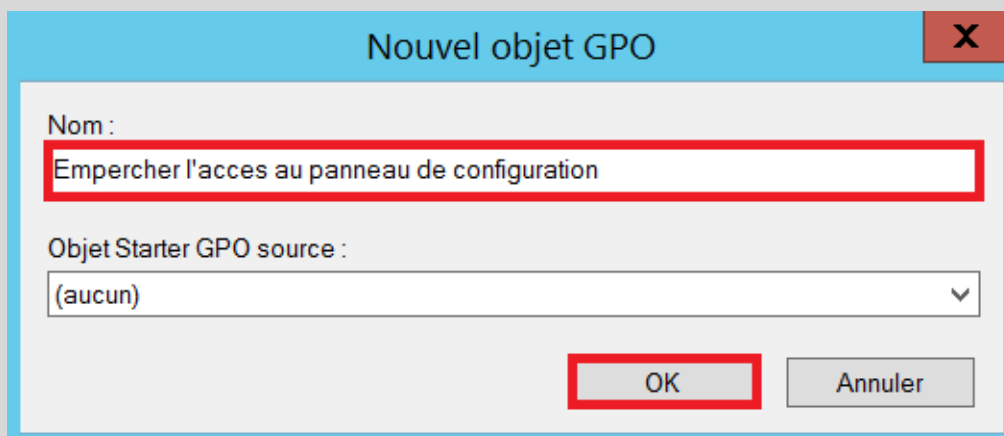 Nouvel objet GPO
X
Nom :
Empercher l'acces au panneau de configuration
Objet Starter GPO source :
(aucun)
OK
Annuler